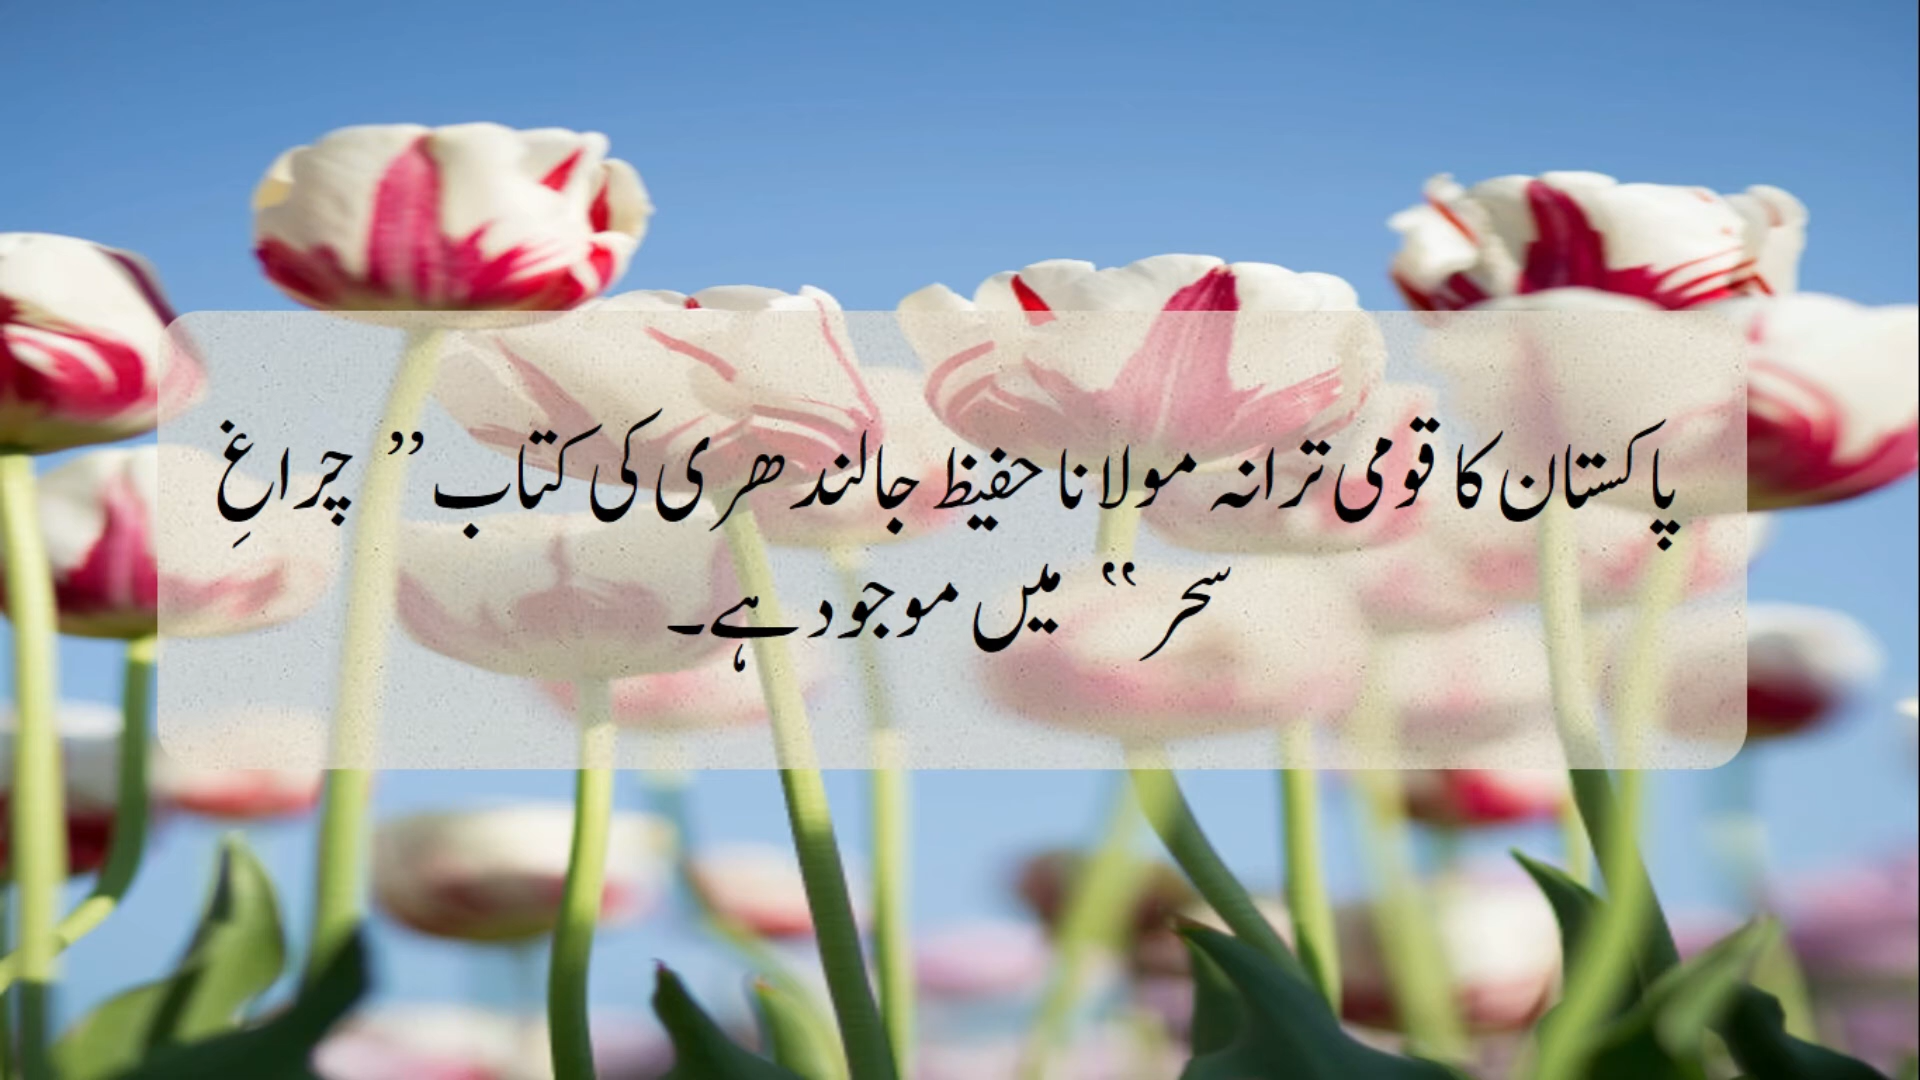 پاکستان کا قومی ترانہ مولانا حفیظ جالندھری کی کتاب ” چراغِ
سحر “ میں موجود ہے۔